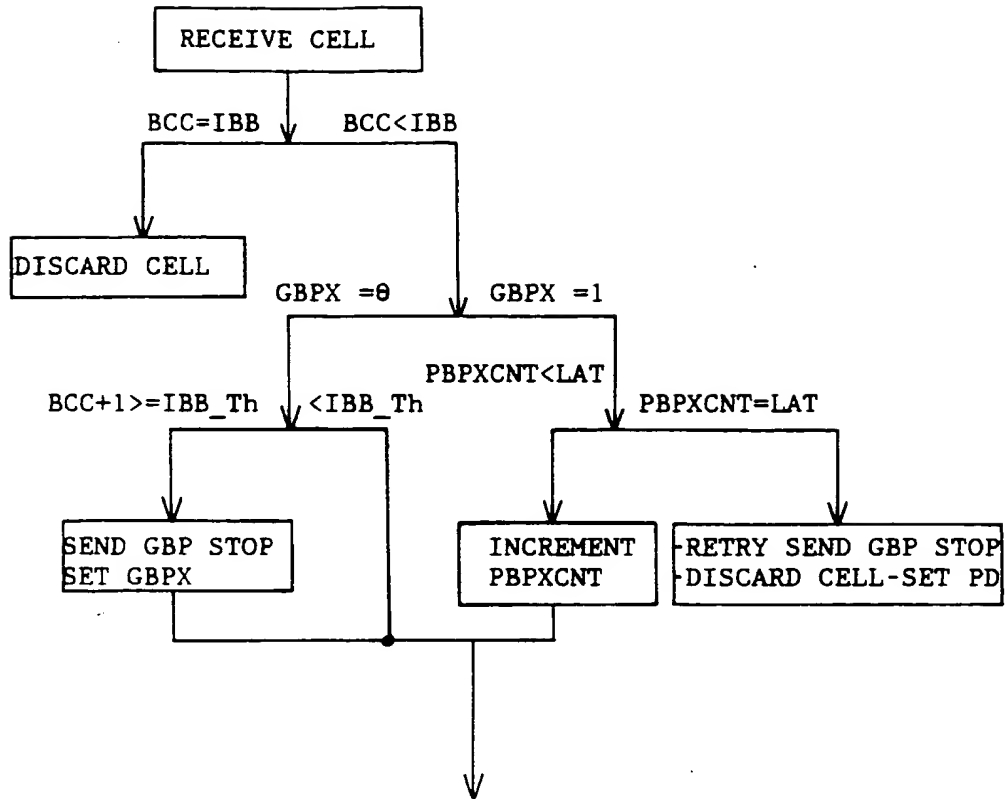 RECEIVE CELL
BCC=IBB
BCC<IBB
DISCARD CELL
GBPX =0
GBPX =1
PBPXCNT<LAT
BCC+1>=IBB_Th
<IBB_Th
PBPXCNT=LAT
SEND GBP STOP
SET GBPX
INCREMENT
PBPXCNT
-RETRY SEND GBP STOP
-DISCARD CELL-SET PD